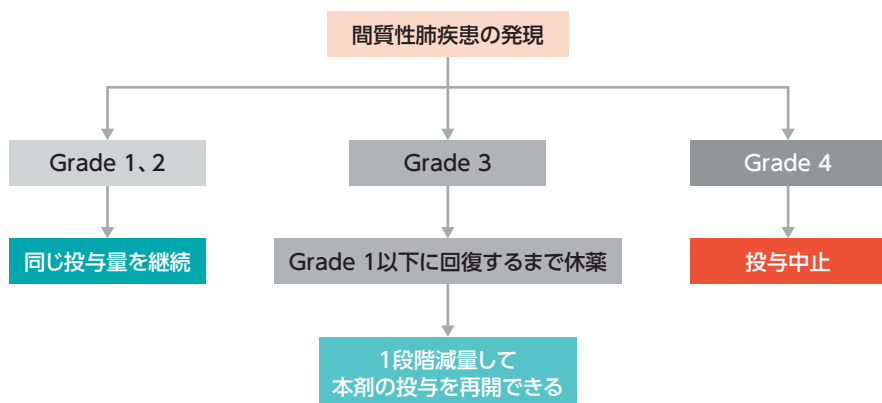 間質性肺疾患の発現
Grade 1、2
Grade 3
Grade 4
同じ投与量を継続
Grade 1以下に回復するまで休薬
投与中止
1段階減量して
本剤の投与を再開できる